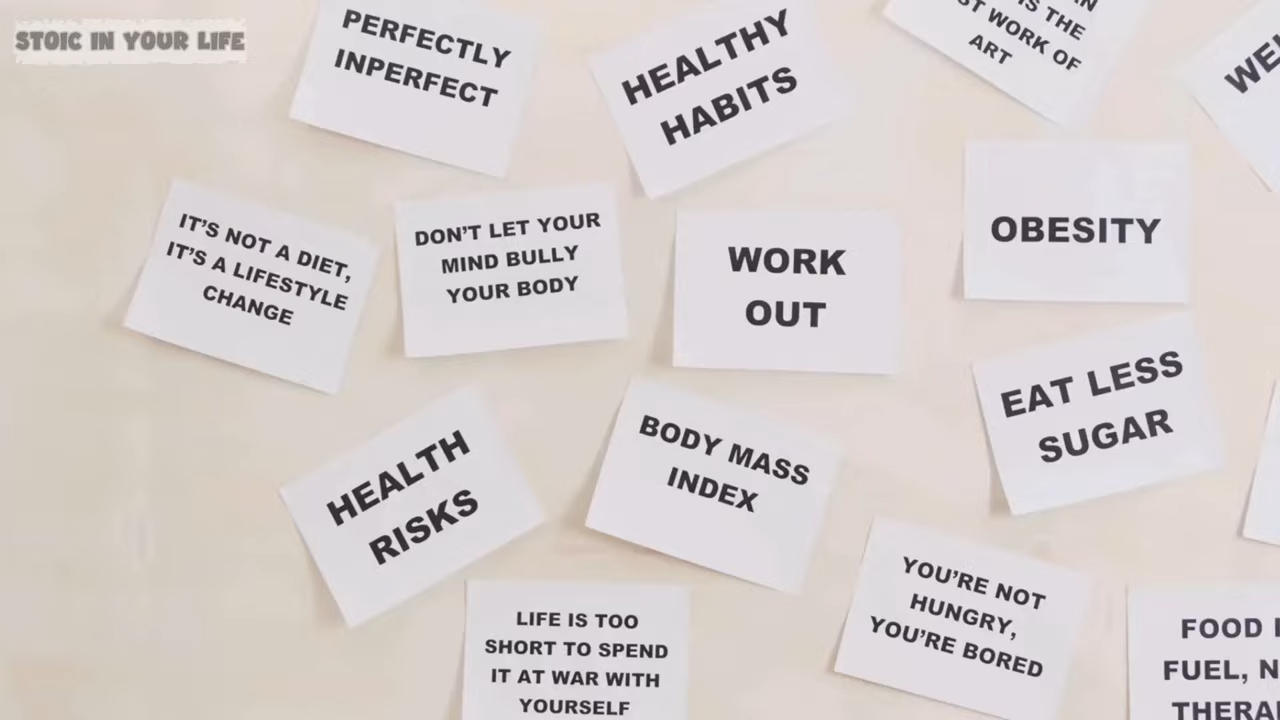 STOIC IN YOUR LIFE
PERFECTLY
INPERFECT
HEALTHY
HABITS
IS THE
WORK OF
ART
IT'S NOT A DIET,
IT'S A LIFESTYLE
CHANGE
DON'T LET YOUR
MIND BULLY
YOUR BODY
WORK
OUT
OBESITY
EAT LESS
SUGAR
HEALTH
RISKS
BODY MASS
INDEX
YOU'RE NOT
HUNGRY,
YOU'RE BORED
LIFE IS TOO
SHORT TO SPEND
IT AT WAR WITH
YOURSELF
FOOD
FUEL,